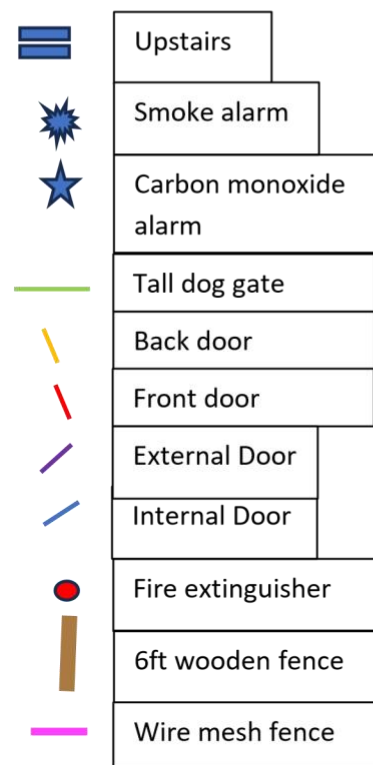 Upstairs
Smoke alarm
Carbon monoxide
alarm
Tall dog gate
Back door
Front door
External Door
Internal Door
Fire extinguisher
6ft wooden fence
Wire mesh fence